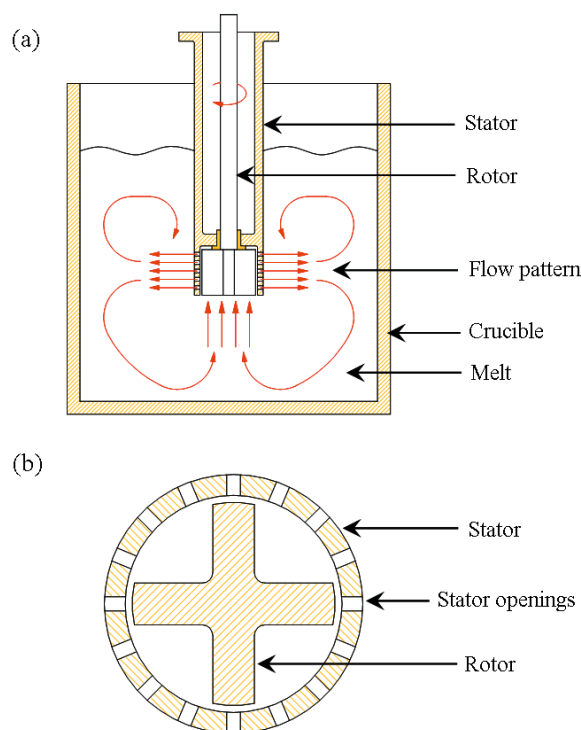 (a)
Stator
Rotor
Flow pattern
Crucible
Melt
(b)
Stator
Stator openings
Rotor